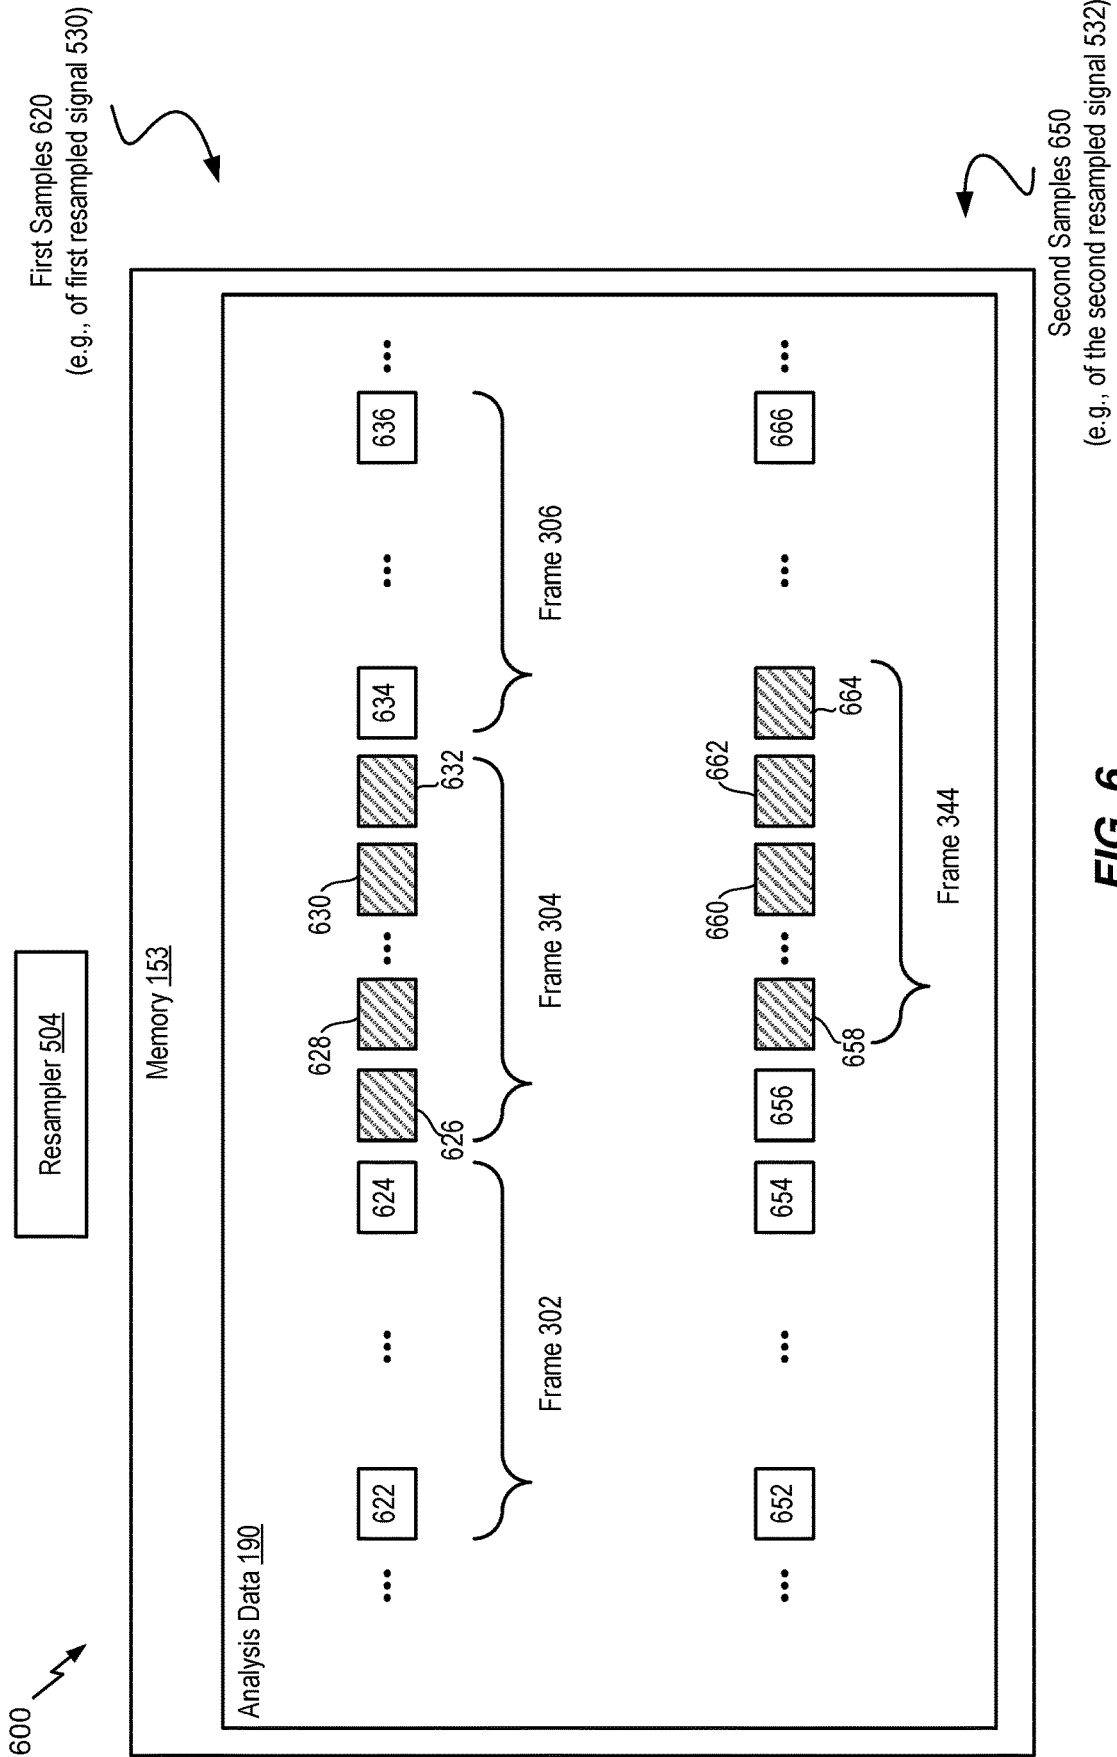 600
Resampler 504
First Samples 620
(e.g., of first resampled signal 530)
Memory 153
Analysis Data 190
628
630
... 622 ... 624 ... 634 ... 636 ...
626
632
Frame 302
Frame 304
Frame 306
660
662
... 652 ... 654 656 ... 666 ...
658
664
Frame 344
Second Samples 650
(e.g., of the second resampled signal 532)
FIG. 6